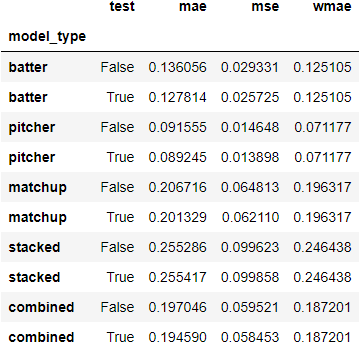 test mae mse wmae
model_type
batter False 0.136056 0.029331 0.125105
batter True 0.127814 0.025725 0.125105
pitcher False 0.091555 0.014648 0.071177
pitcher True 0.089245 0.013898 0.071177
matchup False 0.206716 0.064813 0.196317
matchup True 0.201329 0.062110 0.196317
stacked False 0.255286 0.099623 0.246438
stacked True 0.255417 0.099858 0.246438
combined False 0.197046 0.059521 0.187201
combined True 0.194590 0.058453 0.187201